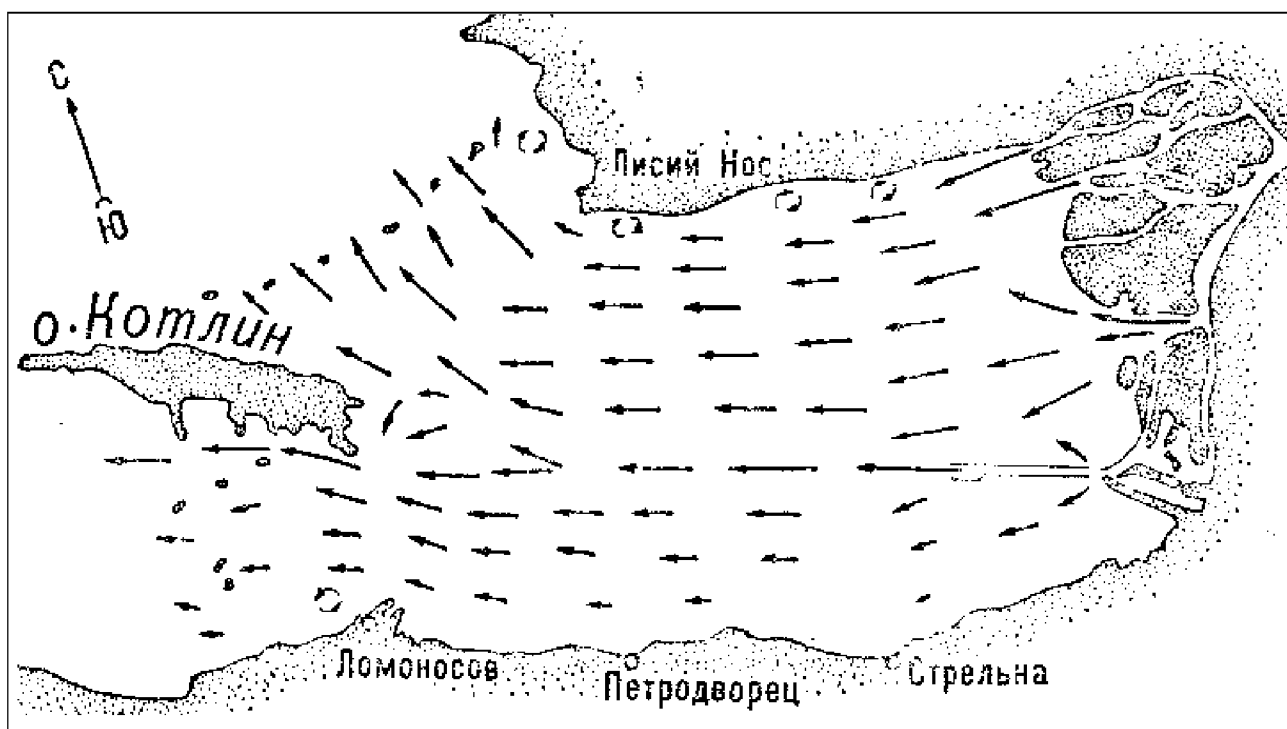 С
Ю
Лисий Нос
о. Котлин
Ломоносов
Петродворец
Стрельна